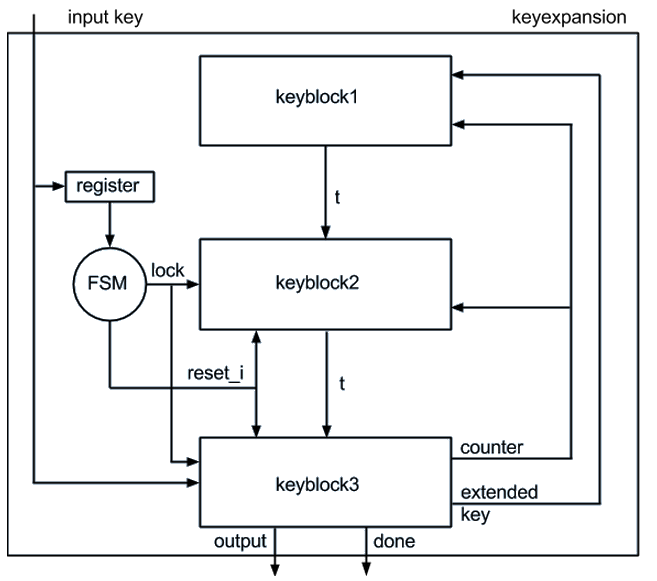 input key
keyexpansion
keyblock1
register
t
FSM
lock
keyblock2
reset_i
t
counter
keyblock3
extended
key
output
done